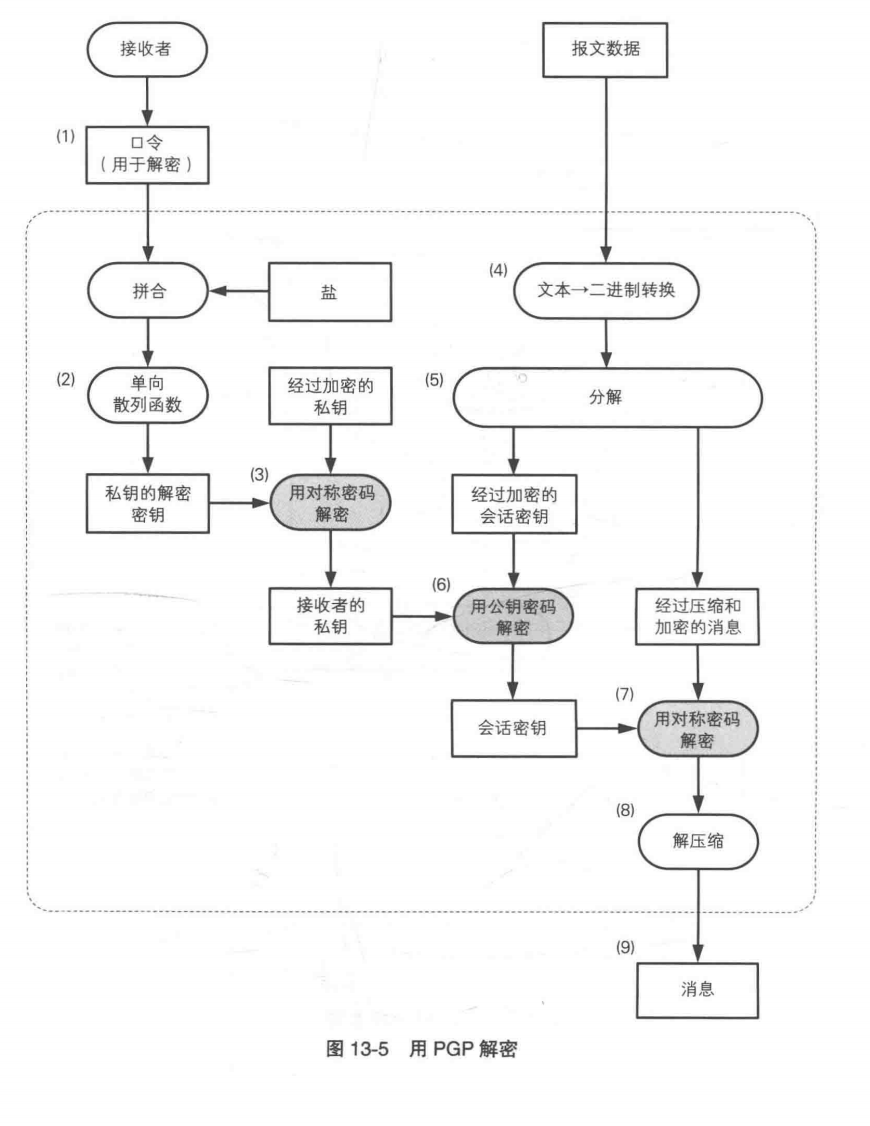 接收者
报文数据
(1)
口令
（用于解密）
拼合
盐
(4)
文本→二进制转换
(2)
单向
散列函数
经过加密的
私钥
(5)
分解
私钥的解密
密钥
(3)
用对称密码
解密
经过加密的
会话密钥
接收者的
私钥
(6)
用公钥密码
解密
经过压缩和
加密的消息
会话密钥
(7)
用对称密码
解密
(8)
解压缩
(9)
消息
图 13-5 用 PGP 解密